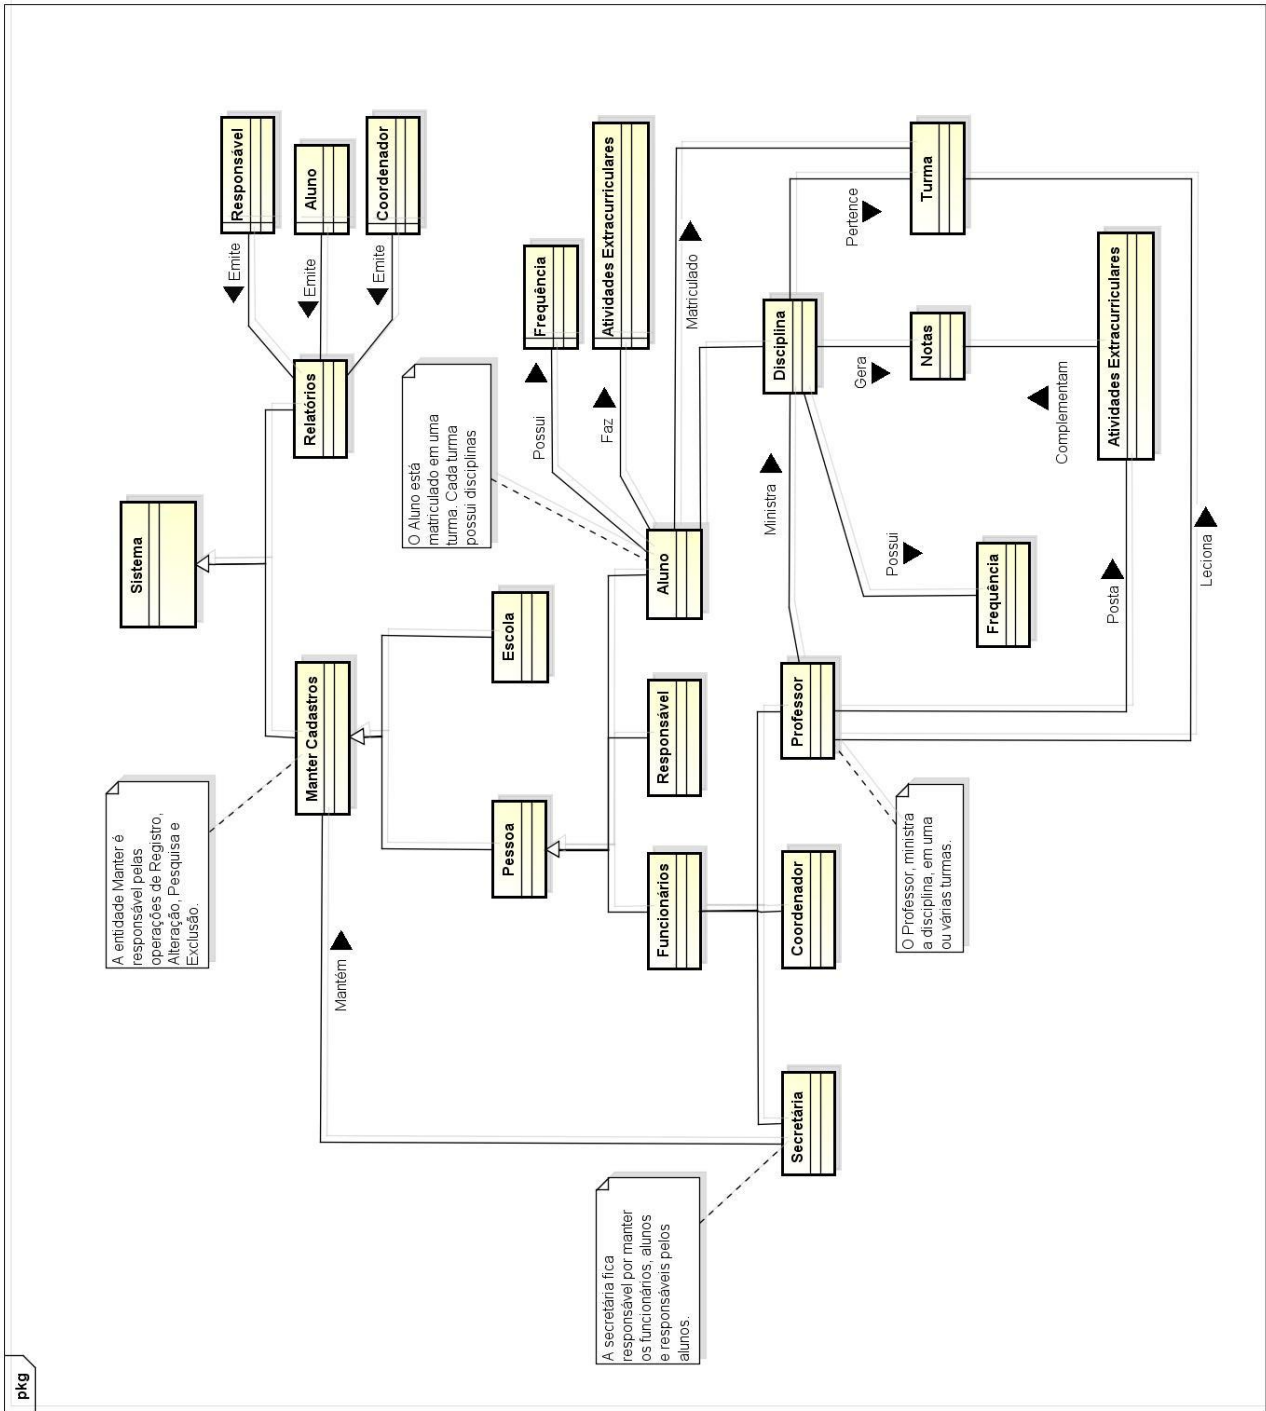 pkg
Sistema
A entidade Manter é
responsável pelas
operações de Registro,
Alteração, Pesquisa e
Exclusão.
Manter Cadastros
Relatórios
Emite
Responsável
Emite
Aluno
Emite
Coordenador
Mantém
O Aluno está
matriculado em uma
turma. Cada turma
possui disciplinas
Pessoa
Escola
Possui
Frequência
Faz
Atividades Extracurriculares
A secretária fica
responsável por manter
os funcionários, alunos
e responsáveis pelos
alunos.
Funcionários
Responsável
Aluno
Matriculado
Secretária
Coordenador
Professor
Ministra
Disciplina
Pertence
Gera
Possui
O Professor, ministra
a disciplina, em uma
ou várias turmas.
Frequência
Notas
Turma
Complementam
Posta
Atividades Extracurriculares
Leciona